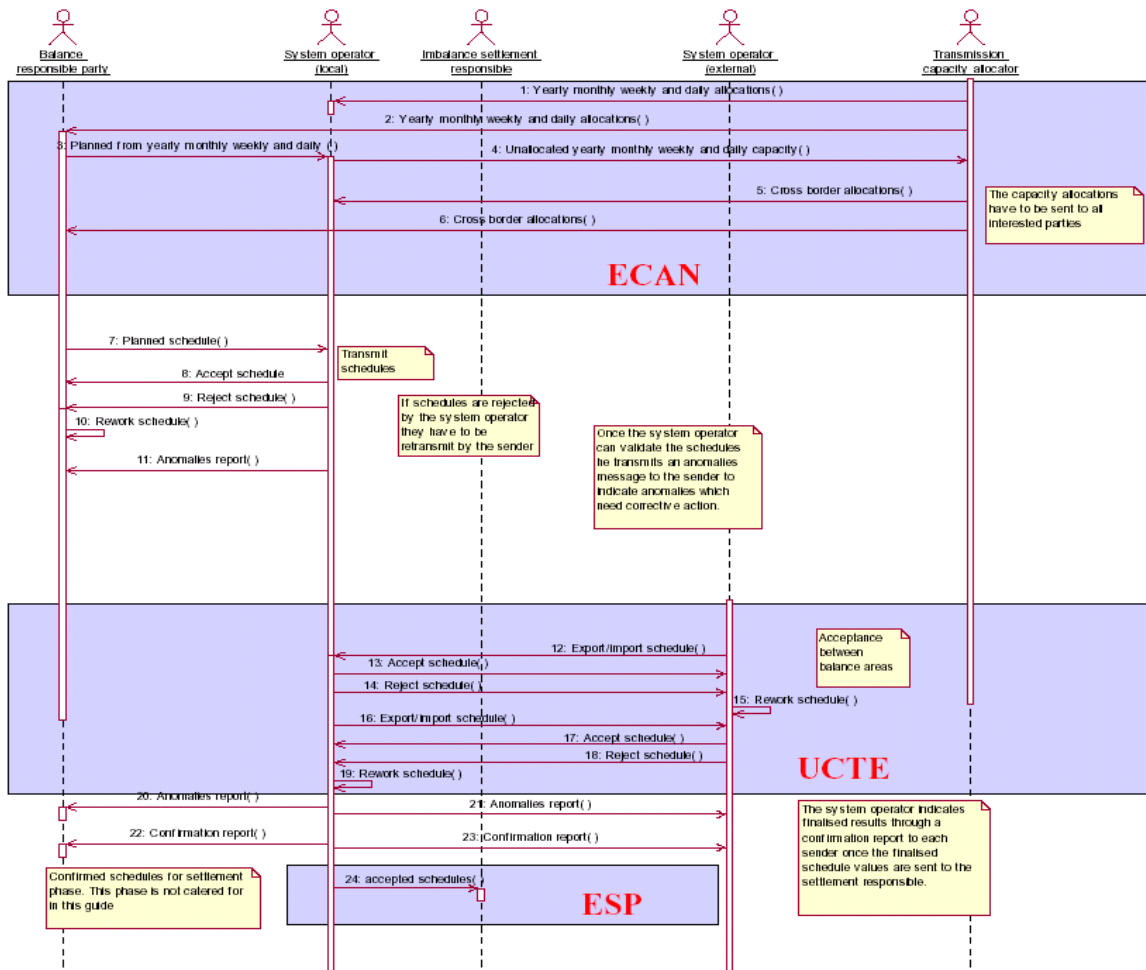 Balance
responsible party
System operator
(local)
Imbalance settlement
responsible
System operator
(external)
Transmission
capacity allocator
1: Yearly monthly weekly and daily allocations( )
2: Yearly monthly weekly and daily allocations( )
3: Planned from yearly monthly weekly and daily ( )
4: Unallocated yearly monthly weekly and daily capacity( )
5: Cross border allocations( )
The capacity allocations
have to be sent to all
interested parties
6: Cross border allocations( )
ECAN
7: Planned schedule( )
Transmit
schedules
8: Accept schedule
9: Reject schedule( )
If schedules are rejected
by the system operator
they have to be
retransmit by the sender
10: Rework schedule( )
Once the system operator
can validate the schedules
he transmits an anomalies
message to the sender to
indicate anomalies which
need corrective action.
11: Anomalies report( )
Acceptance
between
balance areas
12: Export/import schedule( )
13: Accept schedule( )
14: Reject schedule( )
15: Rework schedule( )
16: Export/import schedule( )
17: Accept schedule( )
18: Reject schedule( )
UCTE
19: Rework schedule( )
20: Anomalies report( )
21: Anomalies report( )
The system operator indicates
finalised results through a
confirmation report to each
sender once the finalised
schedule values are sent to the
settlement responsible.
22: Confirmation report( )
23: Confirmation report( )
Confirmed schedules for settlement
phase. This phase is not catered for
in this guide
24: accepted schedules( )
ESP